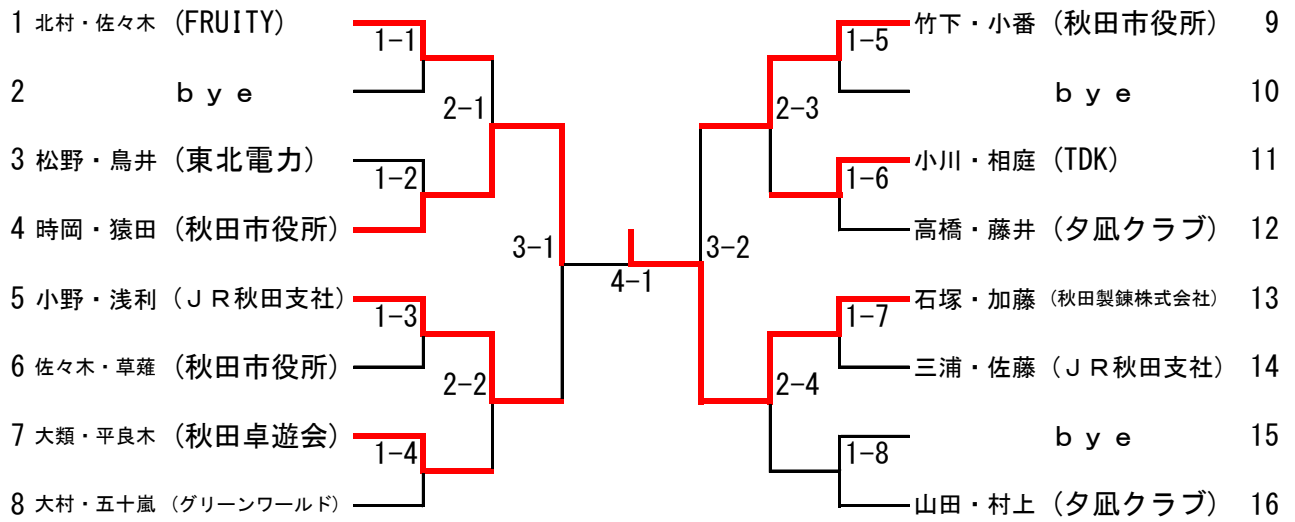 1 北村・佐々木 (FRUITY)
1-1
2 ｂｙｅ
2-1
3 松野・鳥井 (東北電力)
1-2
4 時岡・猿田 (秋田市役所)
3-1
5 小野・浅利 (ＪＲ秋田支社)
1-3
6 佐々木・草薙 (秋田市役所)
2-2
7 大類・平良木 (秋田卓遊会)
1-4
8 大村・五十嵐 (グリーンワールド)
4-1
竹下・小番 (秋田市役所) 9
1-5
ｂｙｅ 10
2-3
小川・相庭 (TDK) 11
1-6
高橋・藤井 (夕凪クラブ) 12
3-2
石塚・加藤 (秋田製錬株式会社) 13
1-7
三浦・佐藤 (ＪＲ秋田支社) 14
2-4
ｂｙｅ 15
1-8
山田・村上 (夕凪クラブ) 16